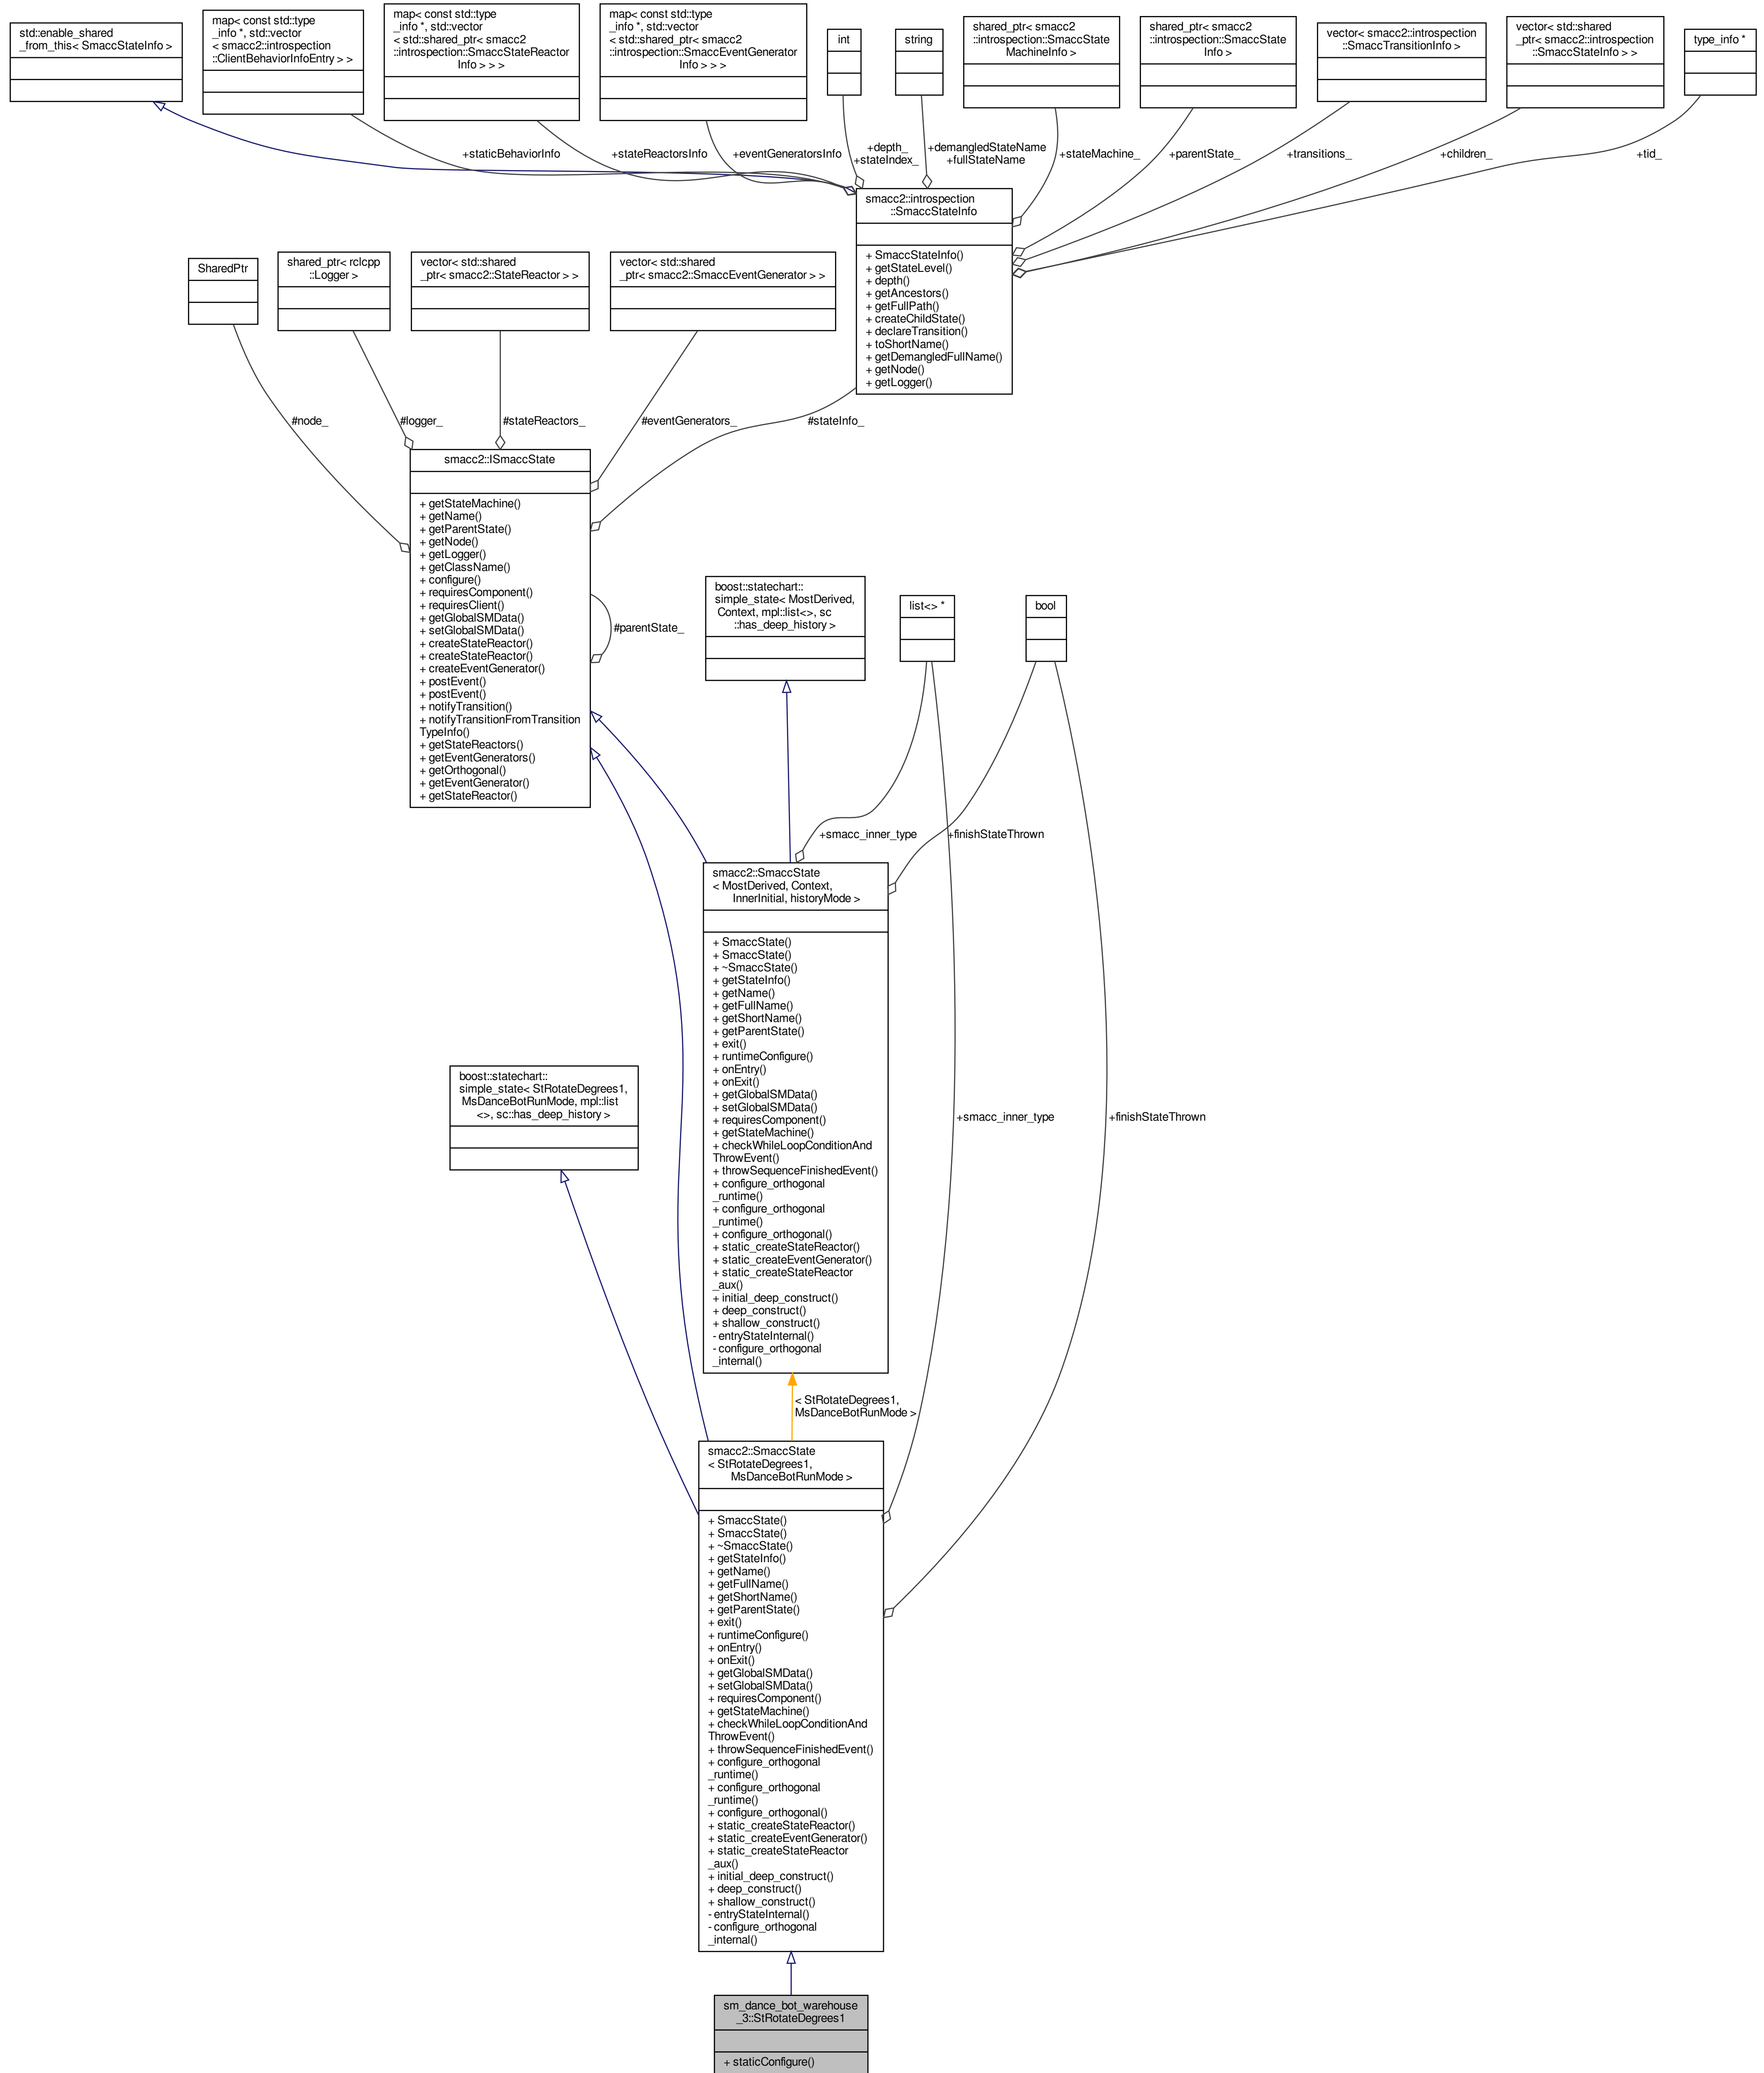 std::enable_shared
_from_this< SmaccStateInfo >
map< const std::type
_info *, std::vector
< smacc2::introspection
::ClientBehaviorInfoEntry > >
map< const std::type
_info *, std::vector
< std::shared_ptr< smacc2
::introspection::SmaccStateReactor
Info > > >
map< const std::type
_info *, std::vector
< std::shared_ptr< smacc2
::introspection::SmaccEventGenerator
Info > > >
int
string
shared_ptr< smacc2
::introspection::SmaccState
MachineInfo >
shared_ptr< smacc2
::introspection::SmaccState
Info >
vector< smacc2::introspection
::SmaccTransitionInfo >
vector< std::shared
_ptr< smacc2::introspection
::SmaccStateInfo > >
type_info *
+staticBehaviorInfo
+stateReactorsInfo
+eventGeneratorsInfo
+depth_
+stateIndex_
+demangledStateName
+fullStateName
+stateMachine_
+parentState_
+transitions_
+children_
+tid_
smacc2::introspection
::SmaccStateInfo
+ SmaccStateInfo()
+ getStateLevel()
+ depth()
+ getAncestors()
+ getFullPath()
+ createChildState()
+ declareTransition()
+ toShortName()
+ getDemangledFullName()
+ getNode()
+ getLogger()
SharedPtr
shared_ptr< rclcpp
::Logger >
vector< std::shared
_ptr< smacc2::StateReactor > >
vector< std::shared
_ptr< smacc2::SmaccEventGenerator > >
#node_
#logger_
#stateReactors_
#eventGenerators_
#stateInfo_
smacc2::ISmaccState
+ getStateMachine()
+ getName()
+ getParentState()
+ getNode()
+ getLogger()
+ getClassName()
+ configure()
+ requiresComponent()
+ requiresClient()
+ getGlobalSMData()
+ setGlobalSMData()
+ createStateReactor()
+ createStateReactor()
+ createEventGenerator()
+ postEvent()
+ postEvent()
+ notifyTransition()
+ notifyTransitionFromTransition
TypeInfo()
+ getStateReactors()
+ getEventGenerators()
+ getOrthogonal()
+ getEventGenerator()
+ getStateReactor()
#parentState_
boost::statechart::
simple_state< MostDerived,
Context, mpl::list<>, sc
::has_deep_history >
list<> *
bool
+smacc_inner_type
+finishStateThrown
smacc2::SmaccState
< MostDerived, Context,
InnerInitial, historyMode >
+ SmaccState()
+ SmaccState()
+ ~SmaccState()
+ getStateInfo()
+ getName()
+ getFullName()
+ getShortName()
+ getParentState()
+ exit()
+ runtimeConfigure()
+ onEntry()
+ onExit()
+ getGlobalSMData()
+ setGlobalSMData()
+ requiresComponent()
+ getStateMachine()
+ checkWhileLoopConditionAnd
ThrowEvent()
+ throwSequenceFinishedEvent()
+ configure_orthogonal
_runtime()
+ configure_orthogonal
_runtime()
+ configure_orthogonal()
+ static_createStateReactor()
+ static_createEventGenerator()
+ static_createStateReactor
_aux()
+ initial_deep_construct()
+ deep_construct()
+ shallow_construct()
- entryStateInternal()
- configure_orthogonal
_internal()
boost::statechart::
simple_state< StRotateDegrees1,
MsDanceBotRunMode, mpl::list
<>, sc::has_deep_history >
+smacc_inner_type
+finishStateThrown
< StRotateDegrees1,
MsDanceBotRunMode >
smacc2::SmaccState
< StRotateDegrees1,
MsDanceBotRunMode >
+ SmaccState()
+ SmaccState()
+ ~SmaccState()
+ getStateInfo()
+ getName()
+ getFullName()
+ getShortName()
+ getParentState()
+ exit()
+ runtimeConfigure()
+ onEntry()
+ onExit()
+ getGlobalSMData()
+ setGlobalSMData()
+ requiresComponent()
+ getStateMachine()
+ checkWhileLoopConditionAnd
ThrowEvent()
+ throwSequenceFinishedEvent()
+ configure_orthogonal
_runtime()
+ configure_orthogonal
_runtime()
+ configure_orthogonal()
+ static_createStateReactor()
+ static_createEventGenerator()
+ static_createStateReactor
_aux()
+ initial_deep_construct()
+ deep_construct()
+ shallow_construct()
- entryStateInternal()
- configure_orthogonal
_internal()
sm_dance_bot_warehouse
_3::StRotateDegrees1
+ staticConfigure()